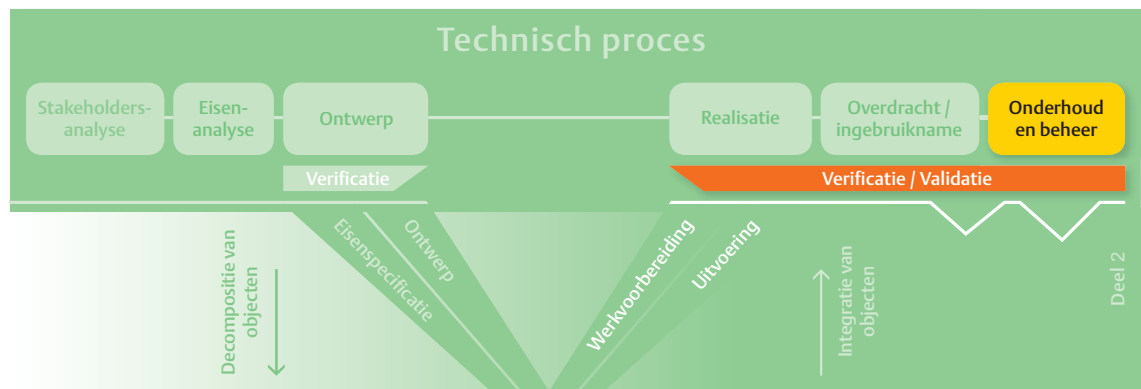 Technisch proces
Stakeholders-
analyse
Eisen-
analyse
Ontwerp
Realisatie
Overdracht /
ingebruikname
Onderhoud
en beheer
Verificatie
Verificatie / Validatie
Decompositie van
objecten
Eisenspecificatie
Ontwerp
Werkvoorbereiding
Uitvoering
Integratie van
objecten
Deel 2